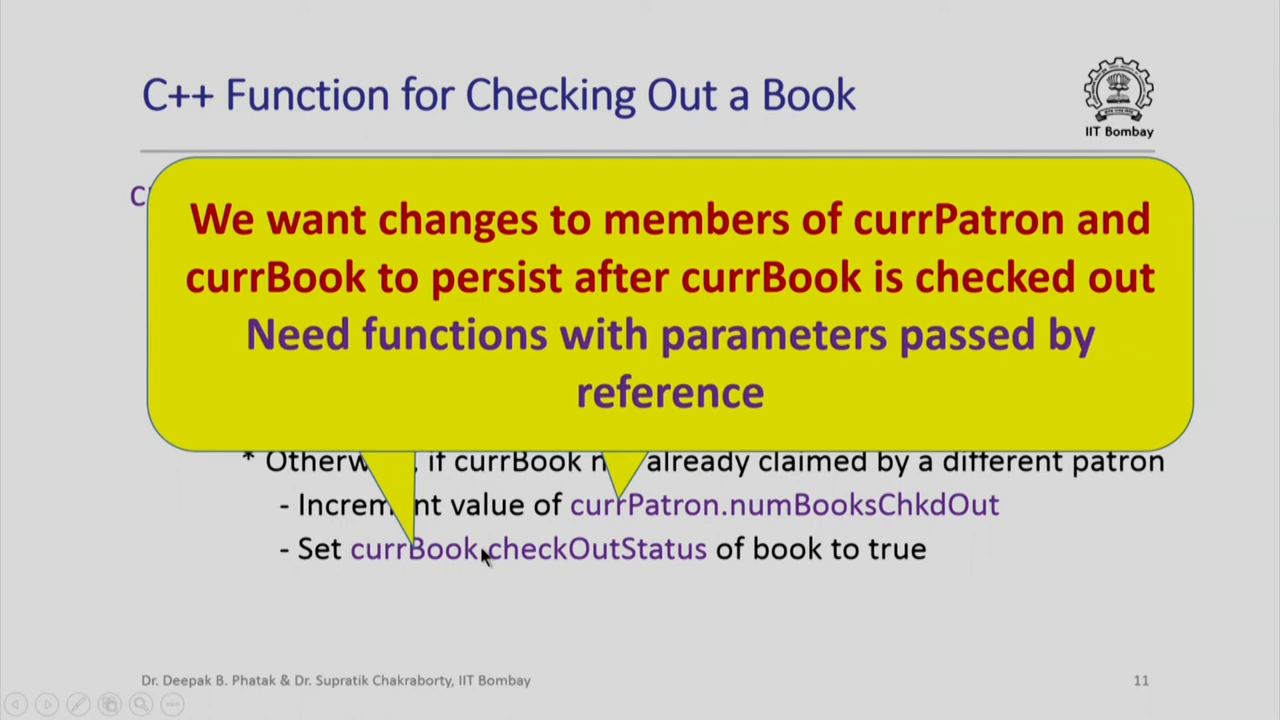 C++ Function for Checking Out a Book
IIT Bombay
We want changes to members of currPatron and
currBook to persist after currBook is checked out
Need functions with parameters passed by
reference
* if currBook already claimed by a different patron
- Increment value of currPatron.numBooksChkdOut
- Set currBook.checkOutStatus of book to true
Dr. Deepak B. Phatak & Dr. Supratik Chakraborty, IIT Bombay
11